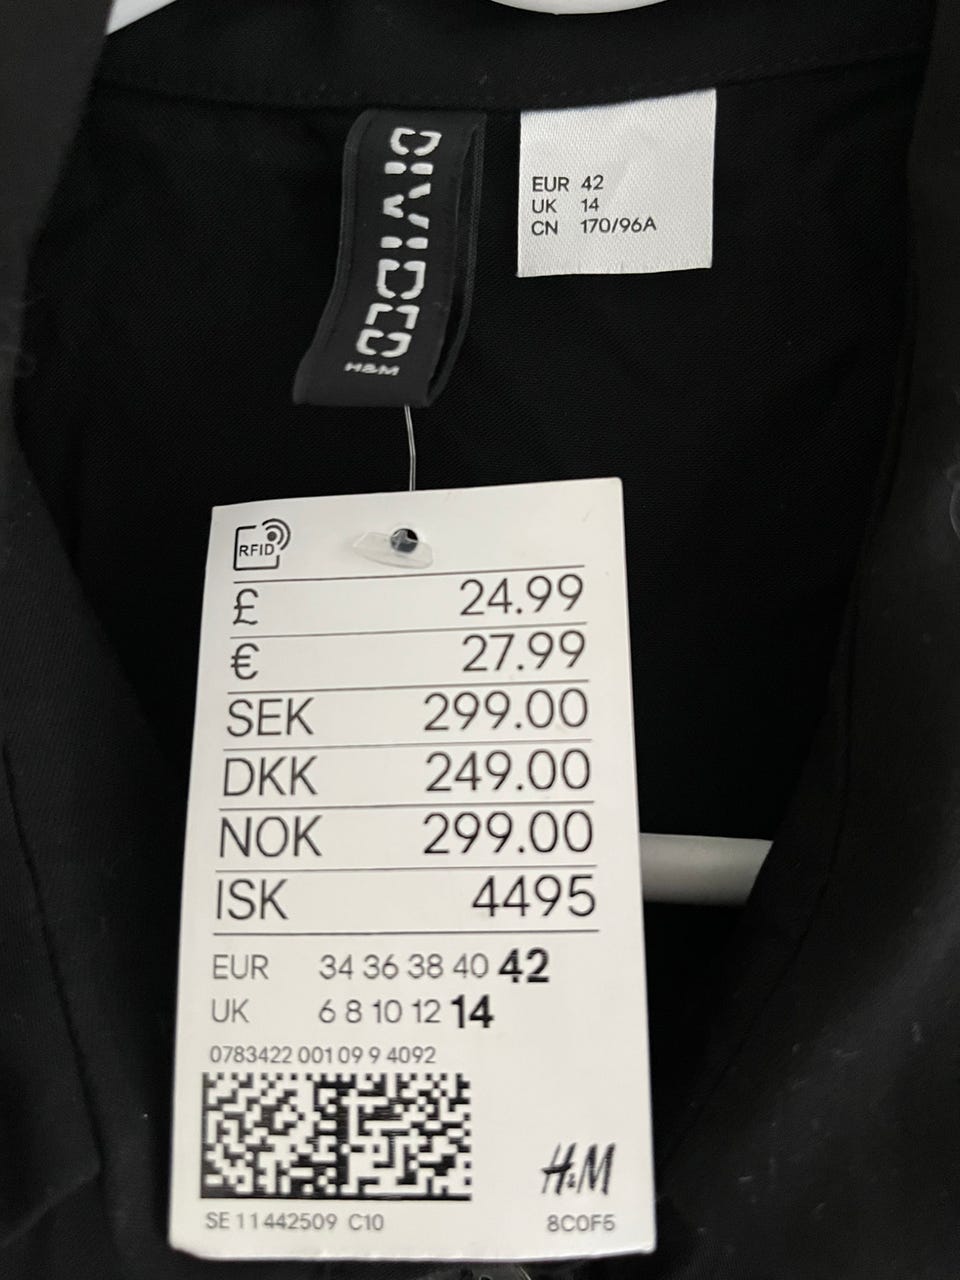 DIVIDED
H&M
EUR 42
UK 14
CN 170/96A
RFID
£ 24.99
€ 27.99
SEK 299.00
DKK 249.00
NOK 299.00
ISK 4495
EUR 34 36 38 40 42
UK 6 8 10 12 14
0783422 001 09 9 4092
H&M
SE 11 442509 C10
8C0F5